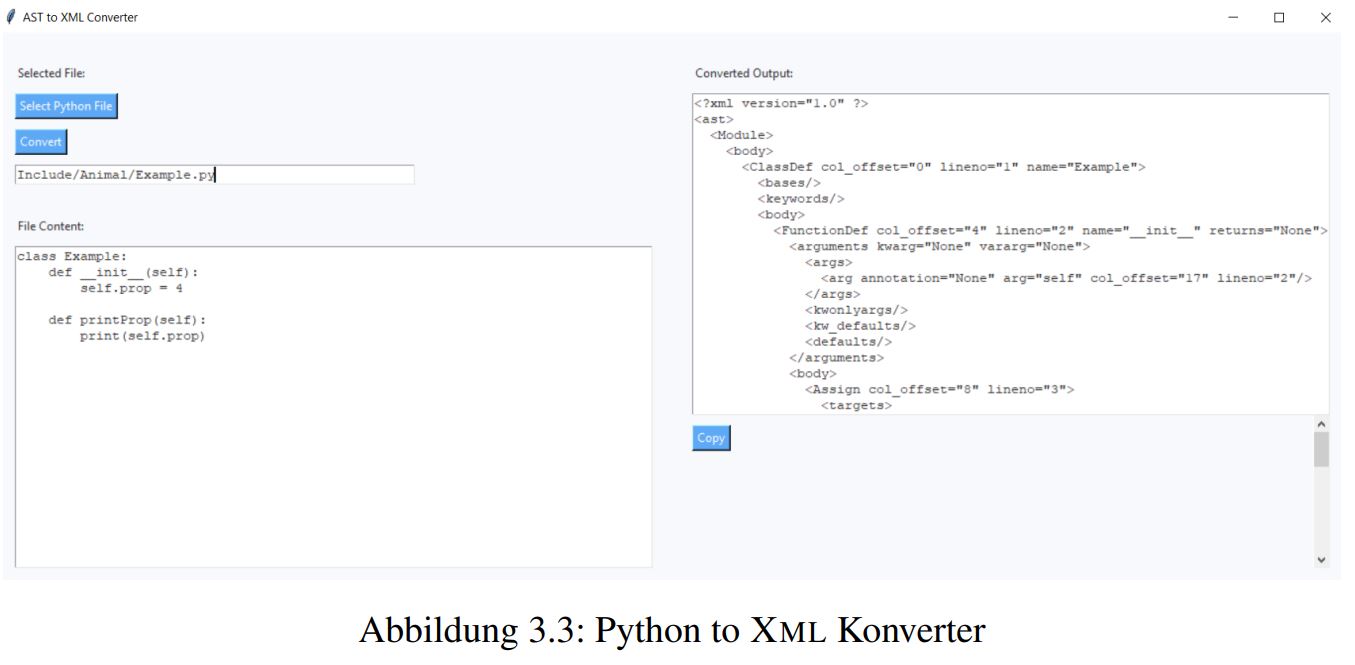 AST to XML Converter
Selected File:
Select Python File
Convert
Include/Animal/Example.py
File Content:
class Example:
    def __init__(self):
        self.prop = 4

    def printProp(self):
        print(self.prop)
Converted Output:
<?xml version="1.0" ?>
<ast>
  <Module>
    <body>
      <ClassDef col_offset="0" lineno="1" name="Example">
        <bases/>
        <keywords/>
        <body>
          <FunctionDef col_offset="4" lineno="2" name="__init__" returns="None">
            <arguments kwarg="None" vararg="None">
              <args>
                <arg annotation="None" arg="self" col_offset="17" lineno="2"/>
              </args>
              <kwonlyargs/>
              <kw_defaults/>
              <defaults/>
            </arguments>
            <body>
              <Assign col_offset="8" lineno="3">
                <targets>
Copy
Abbildung 3.3: Python to XML Konverter